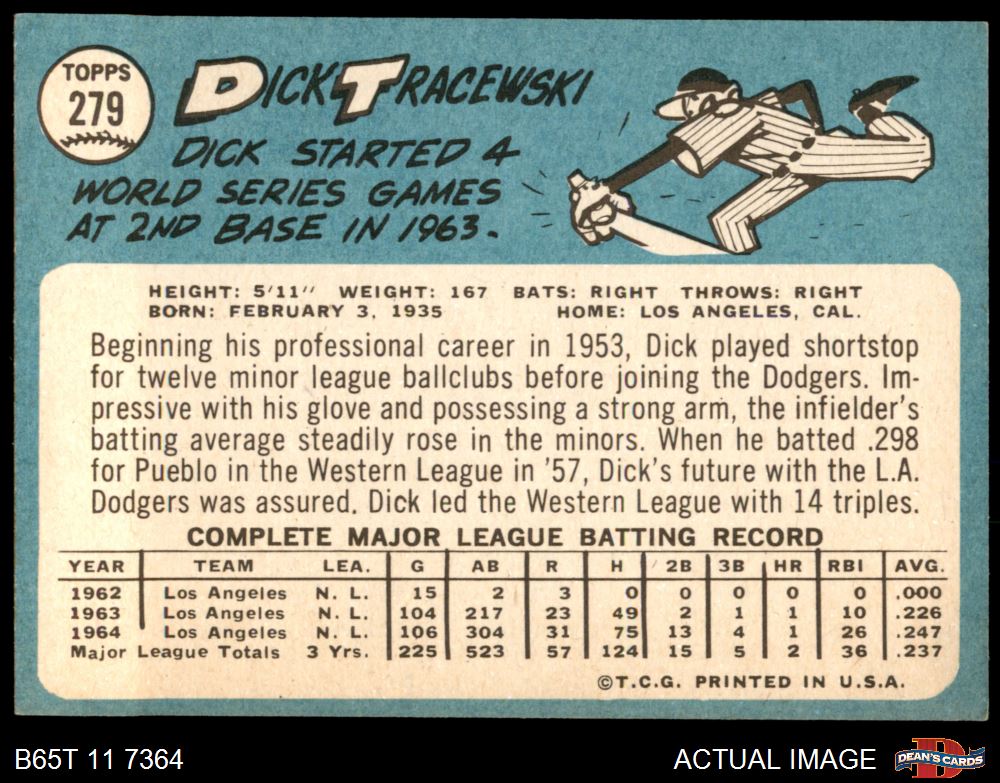 TOPPS
279
DICK TRACEWSKI
DICK STARTED 4
WORLD SERIES GAMES
AT 2ND BASE IN 1963.
HEIGHT: 5'11" WEIGHT: 167 BATS: RIGHT THROWS: RIGHT
BORN: FEBRUARY 3, 1935 HOME: LOS ANGELES, CAL.
Beginning his professional career in 1953, Dick played shortstop
for twelve minor league ballclubs before joining the Dodgers. Im-
pressive with his glove and possessing a strong arm, the infielder's
batting average steadily rose in the minors. When he batted .298
for Pueblo in the Western League in '57, Dick's future with the L.A.
Dodgers was assured. Dick led the Western League with 14 triples.
COMPLETE MAJOR LEAGUE BATTING RECORD
YEAR TEAM LEA. G AB R H 2B 3B HR RBI AVG.
1962 Los Angeles N. L. 15 2 3 0 0 0 0 0 .000
1963 Los Angeles N. L. 104 217 23 49 2 1 1 10 .226
1964 Los Angeles N. L. 106 304 31 75 13 4 1 26 .247
Major League Totals 3 Yrs. 225 523 57 124 15 5 2 36 .237
©T.C.G. PRINTED IN U.S.A.
B65T 11 7364 ACTUAL IMAGE DEAN'S CARDS